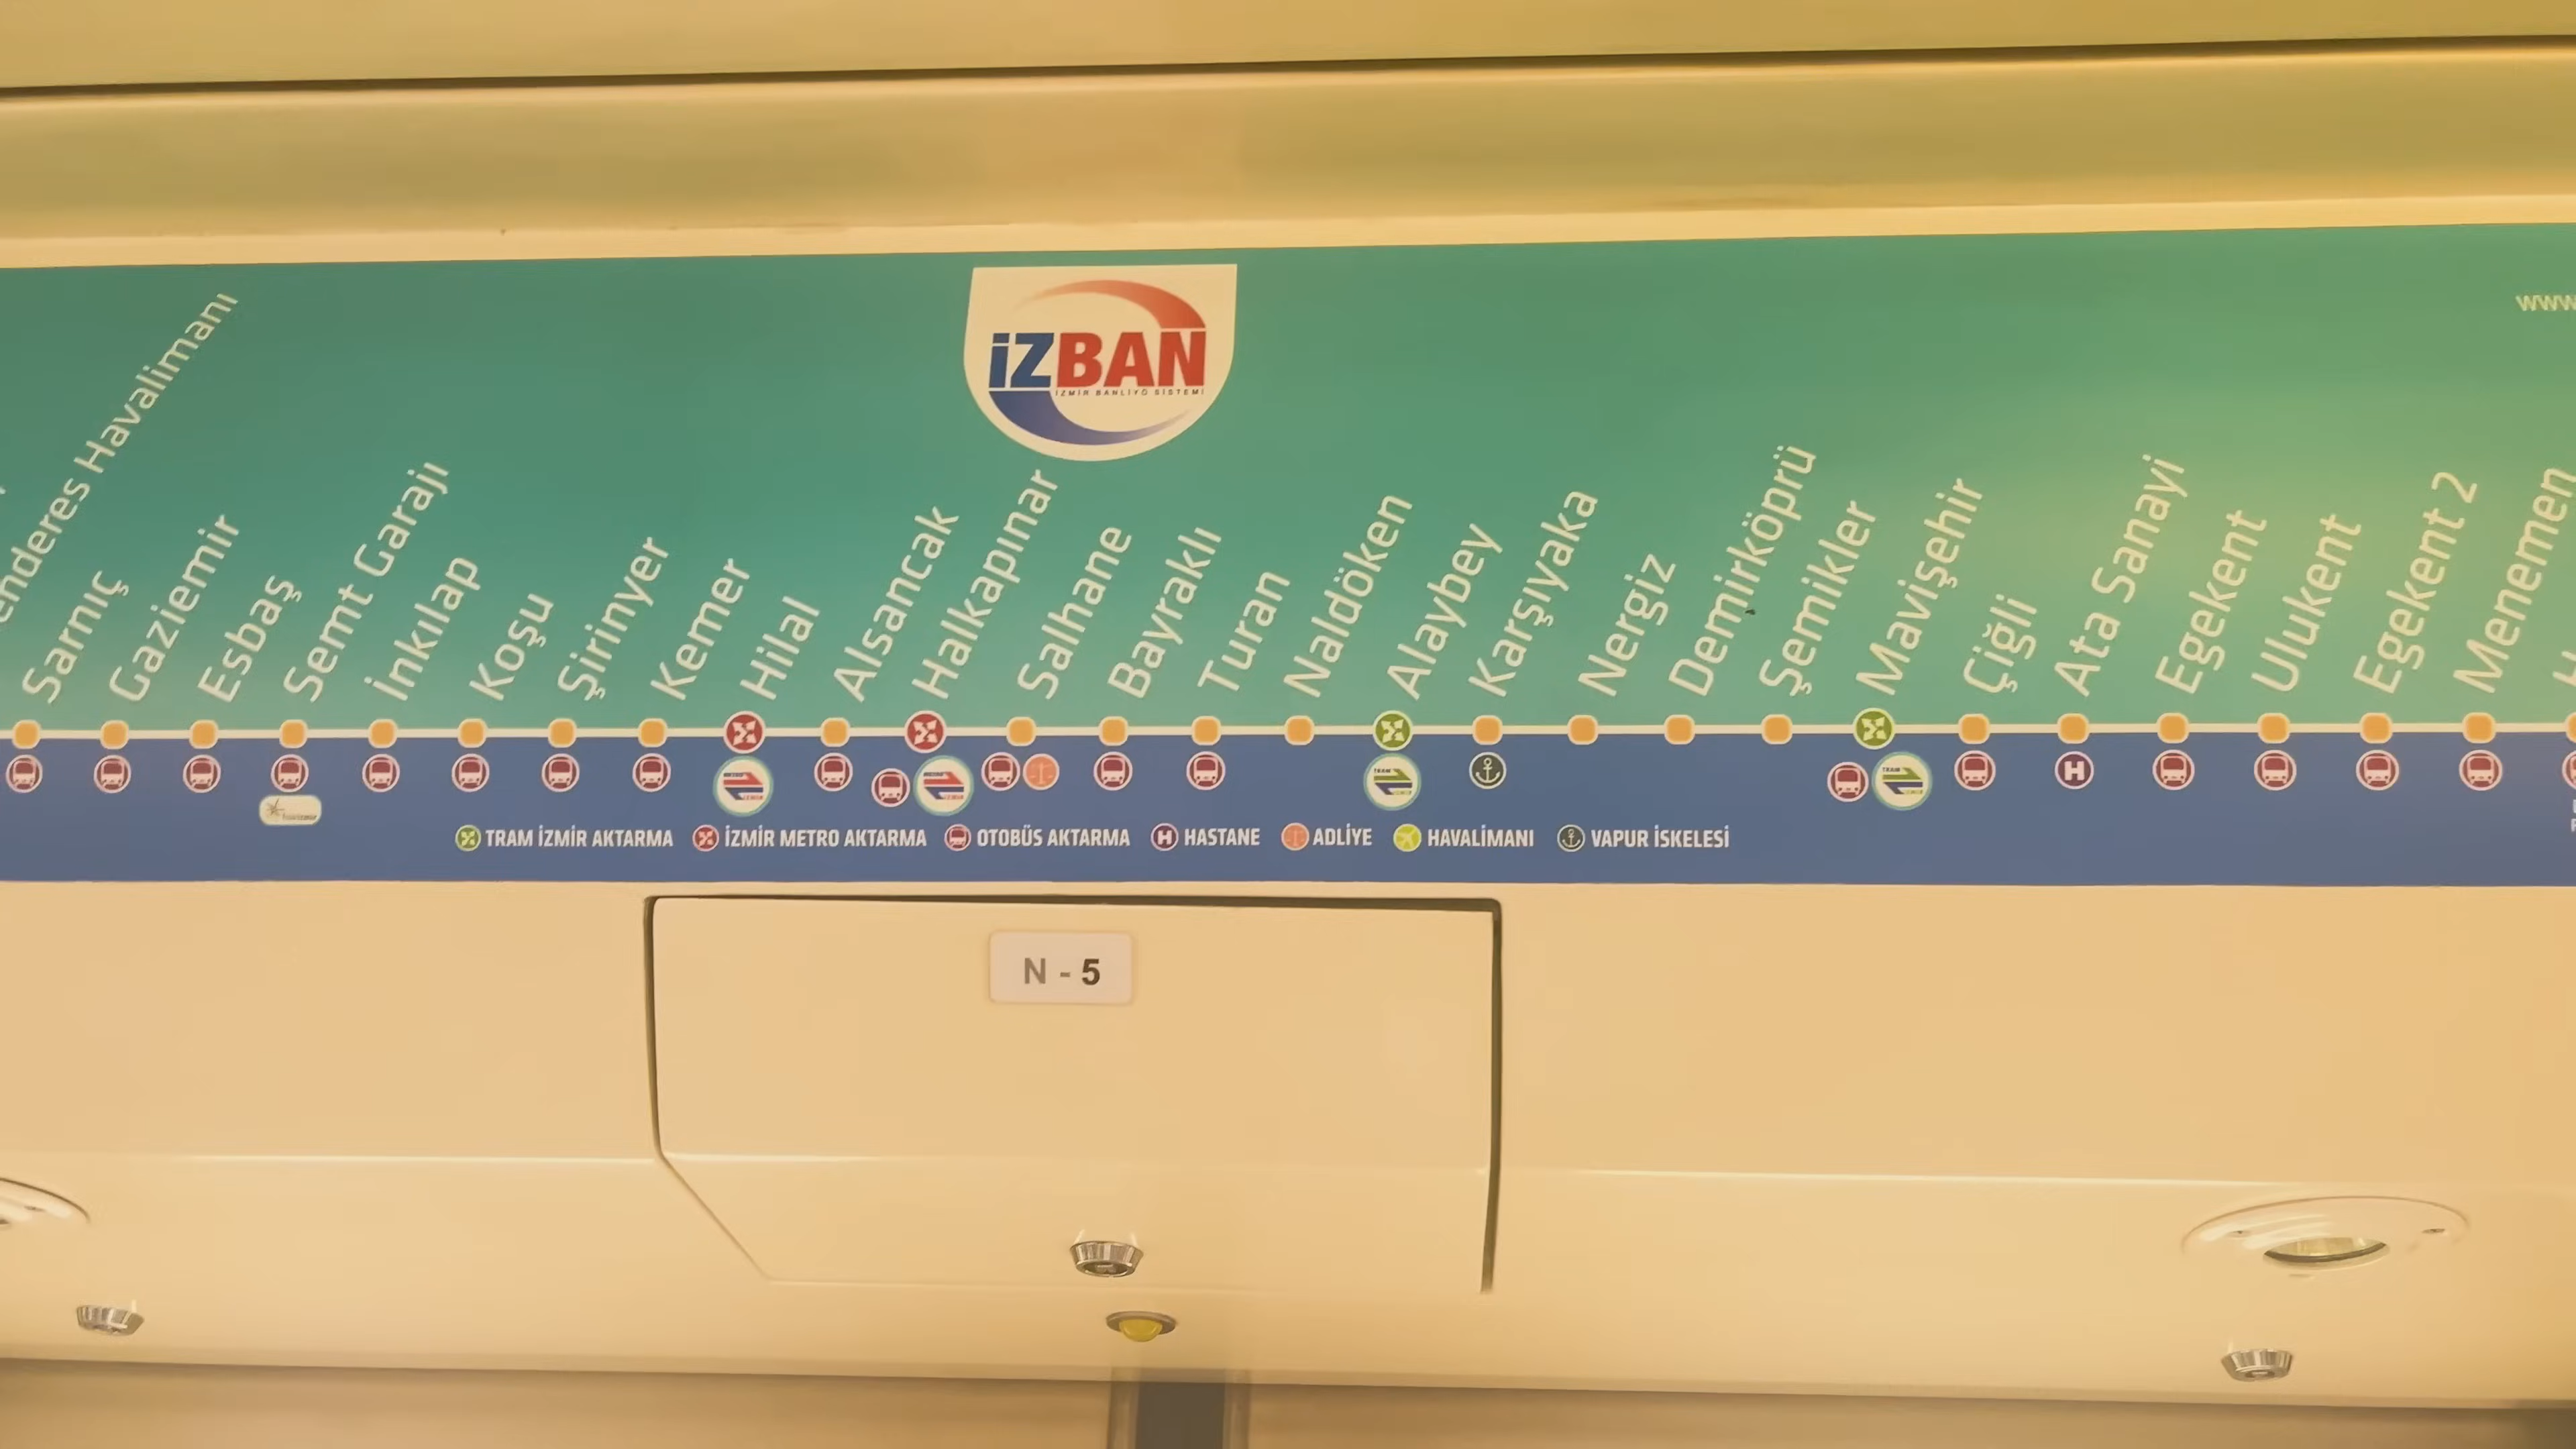 www
İZBAN
İZMİR BANLİYÖ SİSTEMİ
Havalimanı
Sarnıç
Gaziemir
Esbaş
Semt Garajı
İnkılap
Koşu
Şirinyer
Kemer
Hilal
Alsancak
Halkapınar
Salhane
Bayraklı
Turan
Naldöken
Alaybey
Karşıyaka
Nergiz
Demirköprü
Şemikler
Mavişehir
Çiğli
Ata Sanayi
Egekent
Ulukent
Egekent 2
Menemen
H
TRAM İZMİR AKTARMA İZMİR METRO AKTARMA OTOBÜS AKTARMA H HASTANE ADLİYE HAVALİMANI VAPUR İSKELESİ
N - 5